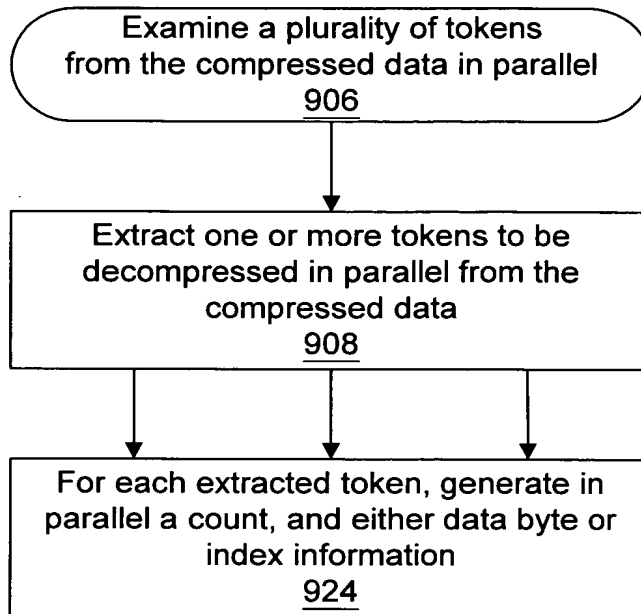 Examine a plurality of tokens
from the compressed data in parallel
906
Extract one or more tokens to be
decompressed in parallel from the
compressed data
908
For each extracted token, generate in
parallel a count, and either data byte or
index information
924